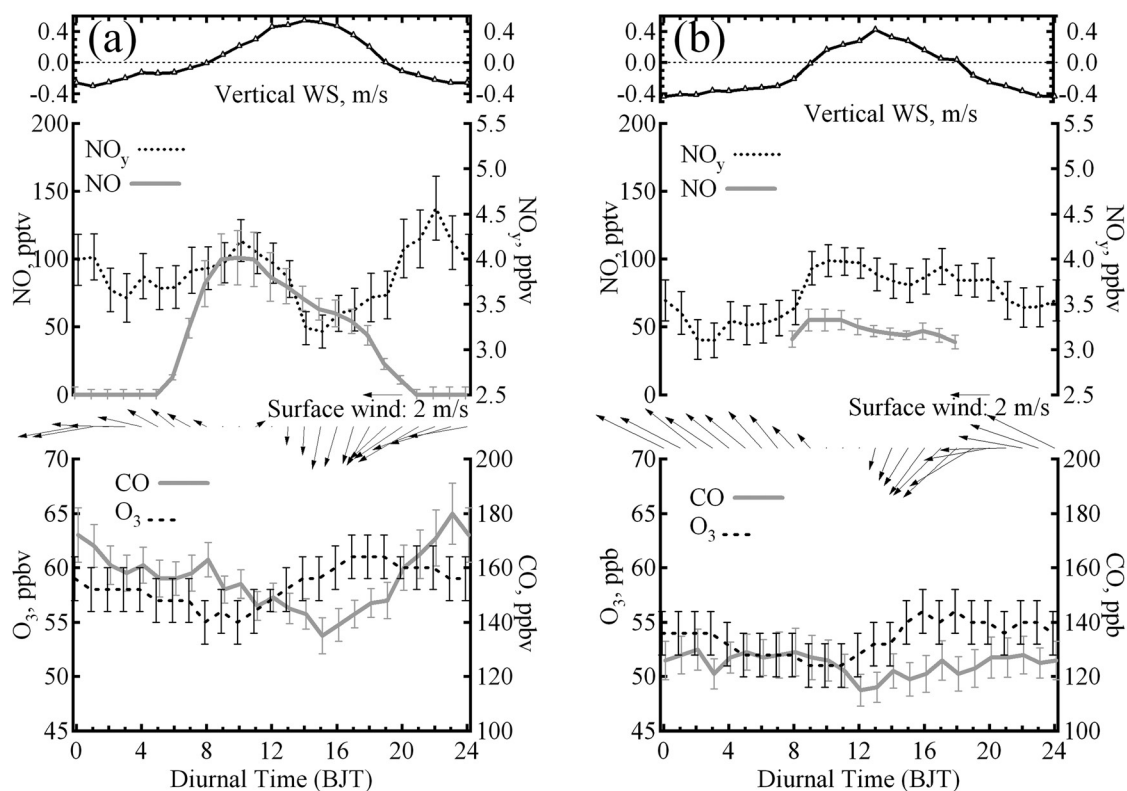 (a)
0.4
0.0
-0.4
0.4
0.0
-0.4
Vertical WS, m/s
200
150
100
50
0
NO, pptv
NOy
NO
5.5
5.0
4.5
4.0
3.5
3.0
2.5
NOy, ppbv
Surface wind: 2 m/s
70
65
60
55
50
45
O3, ppbv
CO
O3
200
180
160
140
120
100
CO, ppbv
0 4 8 12 16 20 24
Diurnal Time (BJT)
(b)
0.4
0.0
-0.4
0.4
0.0
-0.4
Vertical WS, m/s
200
150
100
50
0
NO, pptv
NOy
NO
5.5
5.0
4.5
4.0
3.5
3.0
2.5
NOy, ppbv
Surface wind: 2 m/s
70
65
60
55
50
45
O3, ppb
CO
O3
200
180
160
140
120
100
CO, ppb
0 4 8 12 16 20 24
Diurnal Time (BJT)